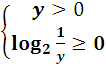 { y > 0
log₂ 1/y ≥ 0